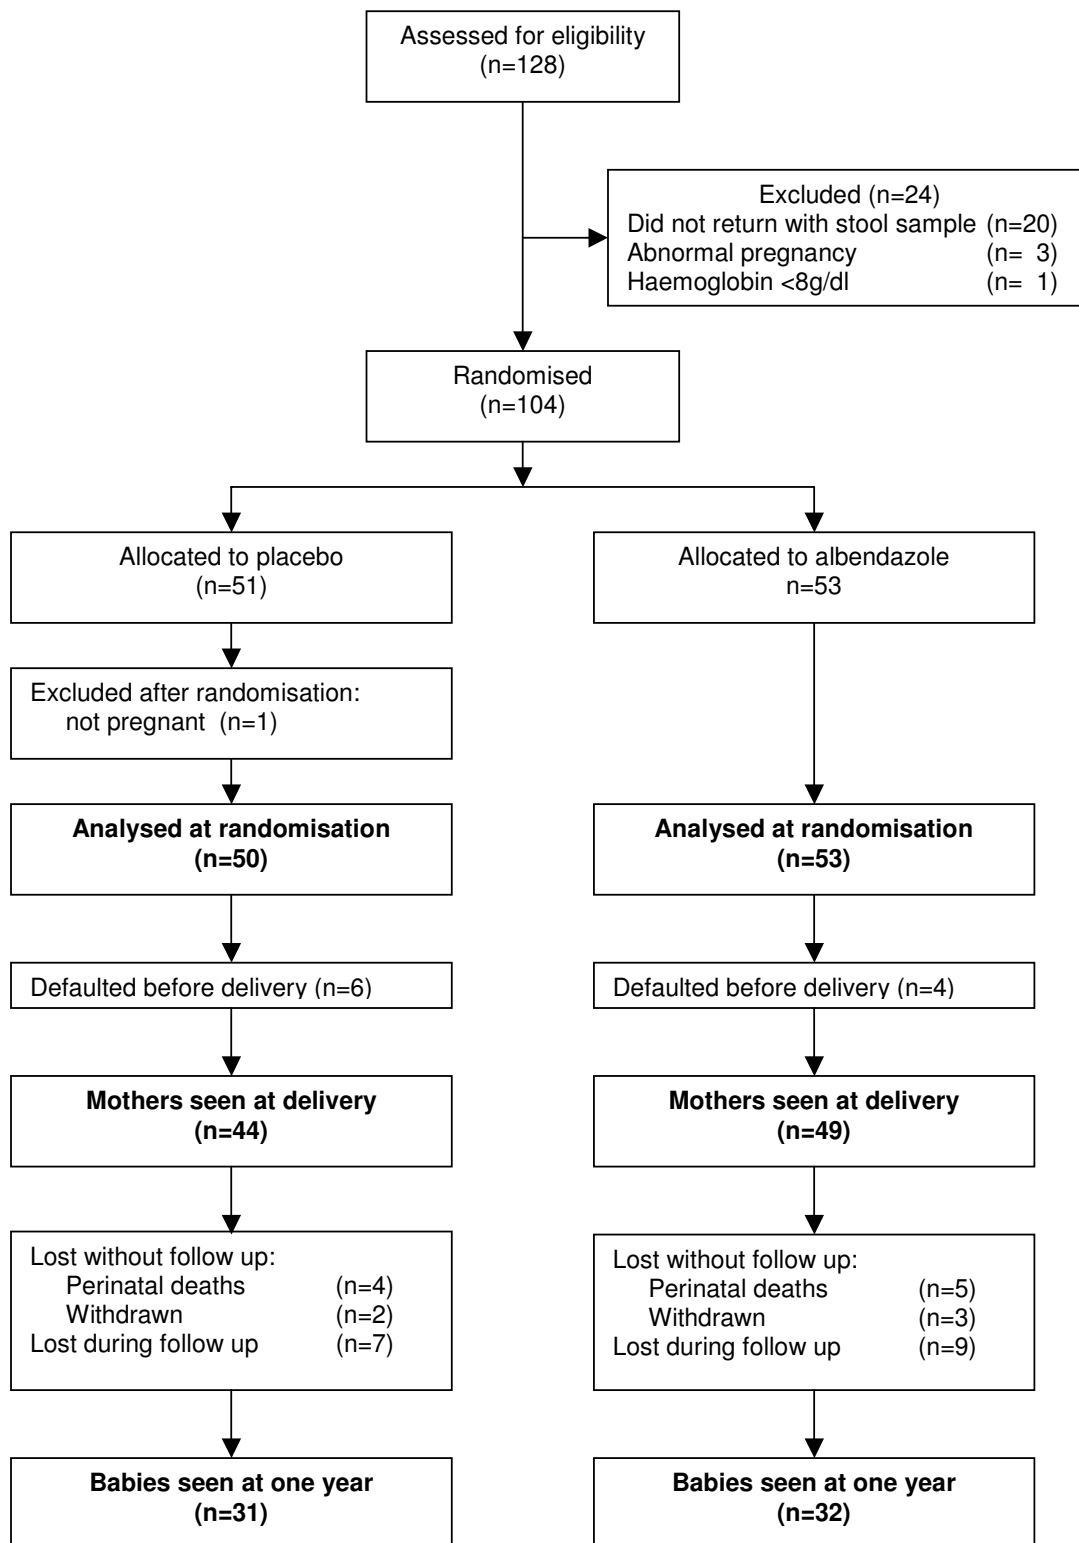 Assessed for eligibility
(n=128)
Excluded (n=24)
Did not return with stool sample (n=20)
Abnormal pregnancy (n= 3)
Haemoglobin <8g/dl (n= 1)
Randomised
(n=104)
Allocated to placebo
(n=51)
Allocated to albendazole
n=53
Excluded after randomisation:
not pregnant (n=1)
Analysed at randomisation
(n=50)
Analysed at randomisation
(n=53)
Defaulted before delivery (n=6)
Defaulted before delivery (n=4)
Mothers seen at delivery
(n=44)
Mothers seen at delivery
(n=49)
Lost without follow up:
Perinatal deaths (n=4)
Withdrawn (n=2)
Lost during follow up (n=7)
Lost without follow up:
Perinatal deaths (n=5)
Withdrawn (n=3)
Lost during follow up (n=9)
Babies seen at one year
(n=31)
Babies seen at one year
(n=32)